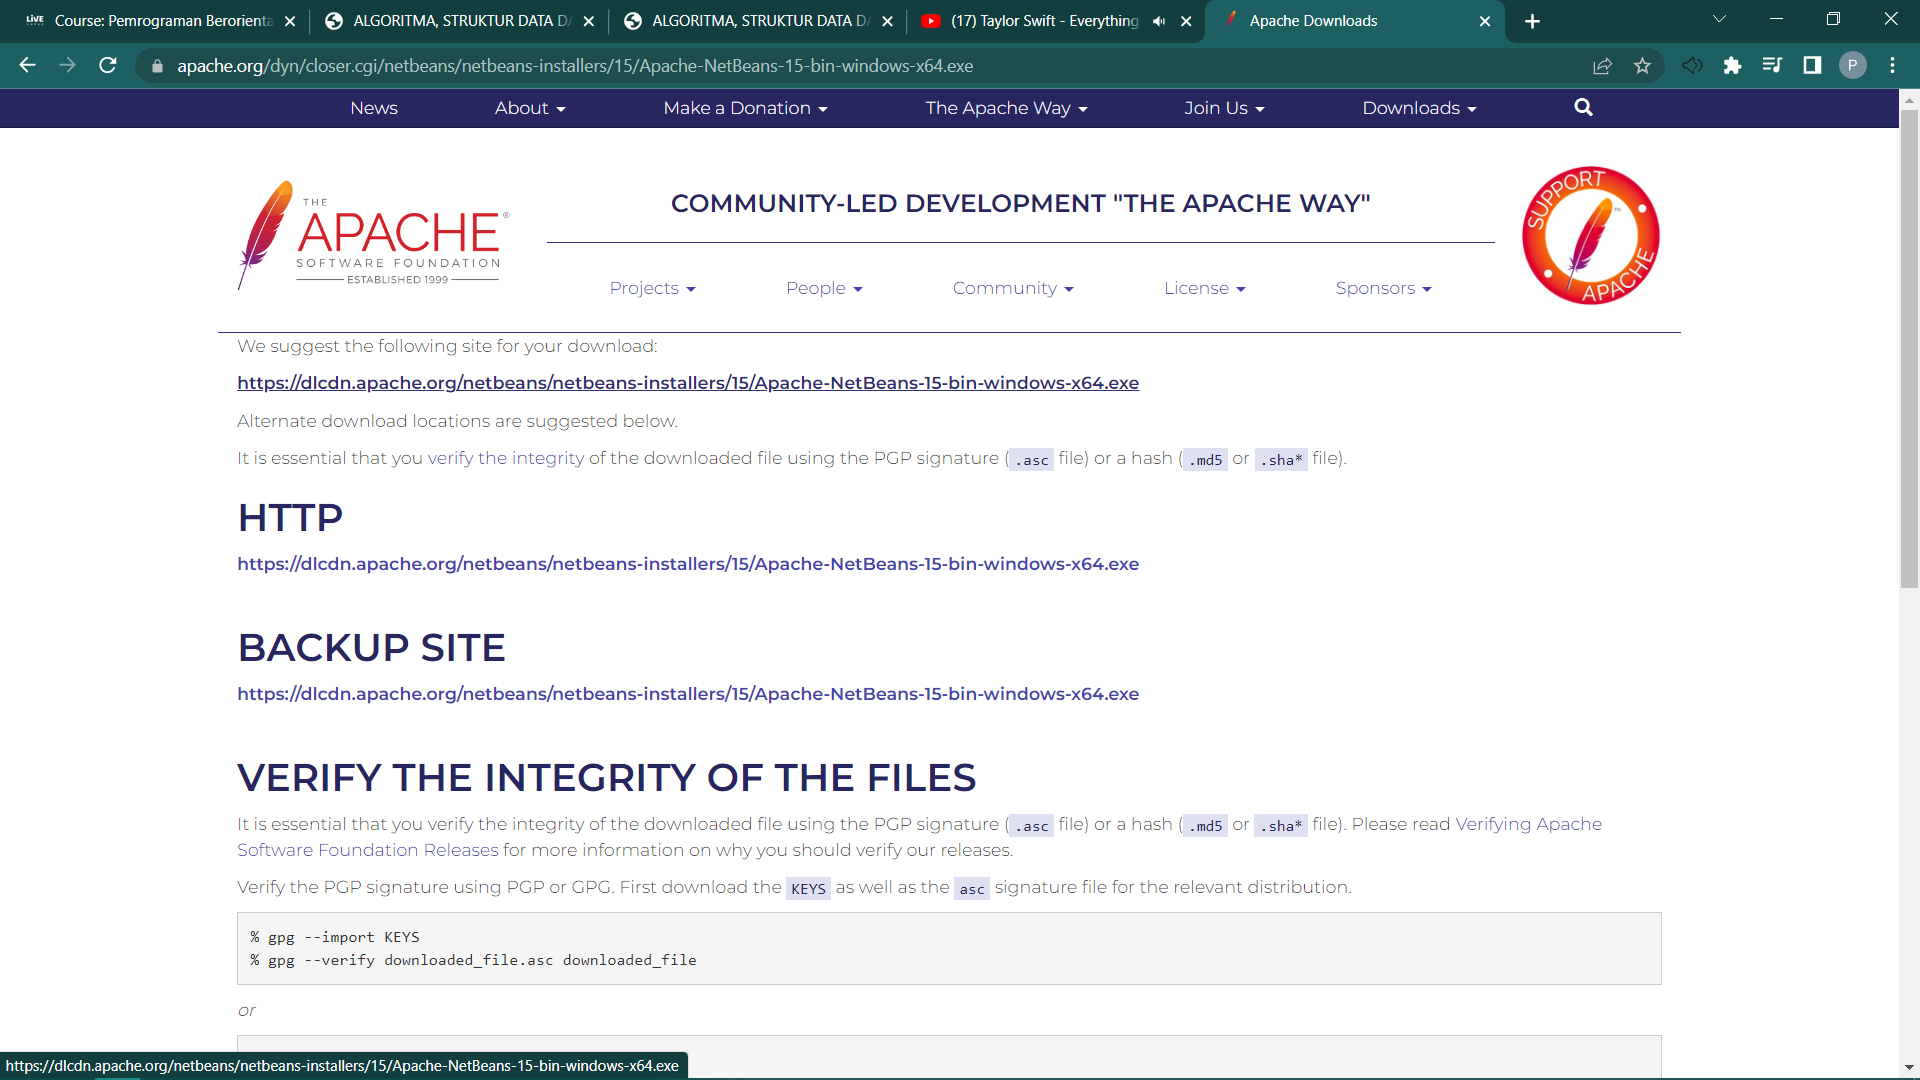 Course: Pemrograman Berorienta
ALGORITMA, STRUKTUR DATA D
ALGORITMA, STRUKTUR DATA D
(17) Taylor Swift - Everything
Apache Downloads
apache.org/dyn/closer.cgi/netbeans/netbeans-installers/15/Apache-NetBeans-15-bin-windows-x64.exe
P
News
About
Make a Donation
The Apache Way
Join Us
Downloads
THE
APACHE®
SOFTWARE FOUNDATION
ESTABLISHED 1999
COMMUNITY-LED DEVELOPMENT "THE APACHE WAY"
SUPPORT
APACHE
Projects
People
Community
License
Sponsors
We suggest the following site for your download:
https://dlcdn.apache.org/netbeans/netbeans-installers/15/Apache-NetBeans-15-bin-windows-x64.exe
Alternate download locations are suggested below.
It is essential that you verify the integrity of the downloaded file using the PGP signature ( .asc file) or a hash ( .md5 or .sha* file).
HTTP
https://dlcdn.apache.org/netbeans/netbeans-installers/15/Apache-NetBeans-15-bin-windows-x64.exe
BACKUP SITE
https://dlcdn.apache.org/netbeans/netbeans-installers/15/Apache-NetBeans-15-bin-windows-x64.exe
VERIFY THE INTEGRITY OF THE FILES
It is essential that you verify the integrity of the downloaded file using the PGP signature ( .asc file) or a hash ( .md5 or .sha* file). Please read Verifying Apache
Software Foundation Releases for more information on why you should verify our releases.
Verify the PGP signature using PGP or GPG. First download the KEYS as well as the asc signature file for the relevant distribution.
% gpg --import KEYS
% gpg --verify downloaded_file.asc downloaded_file
or
https://dlcdn.apache.org/netbeans/netbeans-installers/15/Apache-NetBeans-15-bin-windows-x64.exe